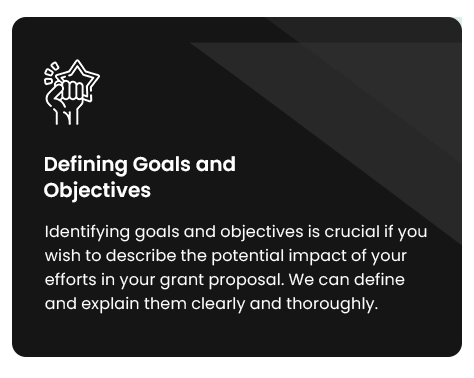 Defining Goals and
Objectives
Identifying goals and objectives is crucial if you
wish to describe the potential impact of your
efforts in your grant proposal. We can define
and explain them clearly and thoroughly.